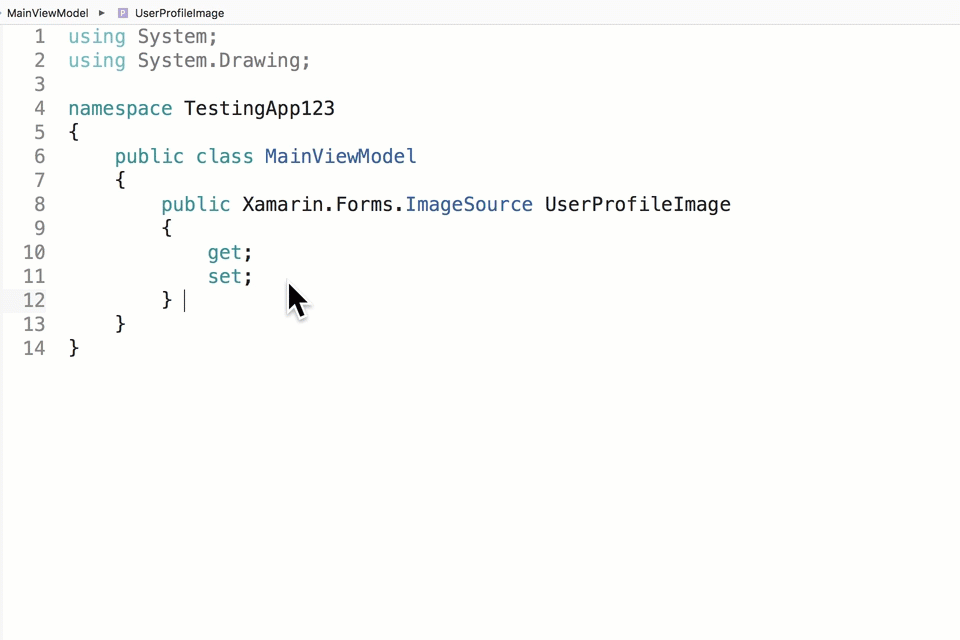 MainViewModel ▸ P UserProfileImage
1 using System;
2 using System.Drawing;
3
4 namespace TestingApp123
5 {
6     public class MainViewModel
7     {
8         public Xamarin.Forms.ImageSource UserProfileImage
9         {
10             get;
11             set;
12         }
13     }
14 }